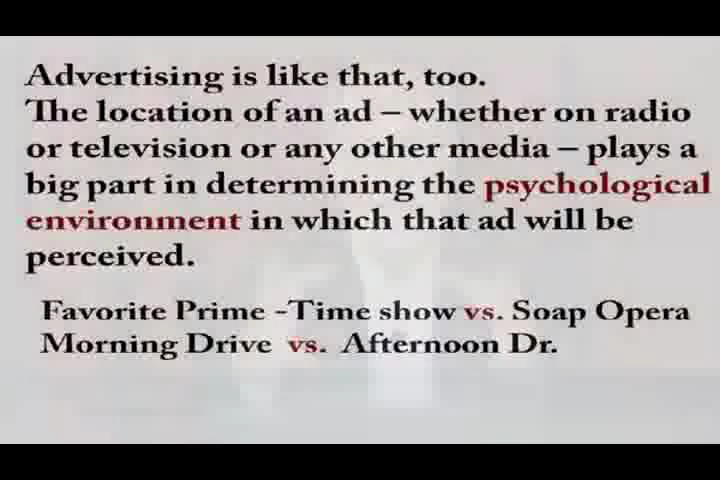 Advertising is like that, too.
The location of an ad – whether on radio
or television or any other media – plays a
big part in determining the psychological
environment in which that ad will be
perceived.
Favorite Prime -Time show vs. Soap Opera
Morning Drive vs. Afternoon Dr.